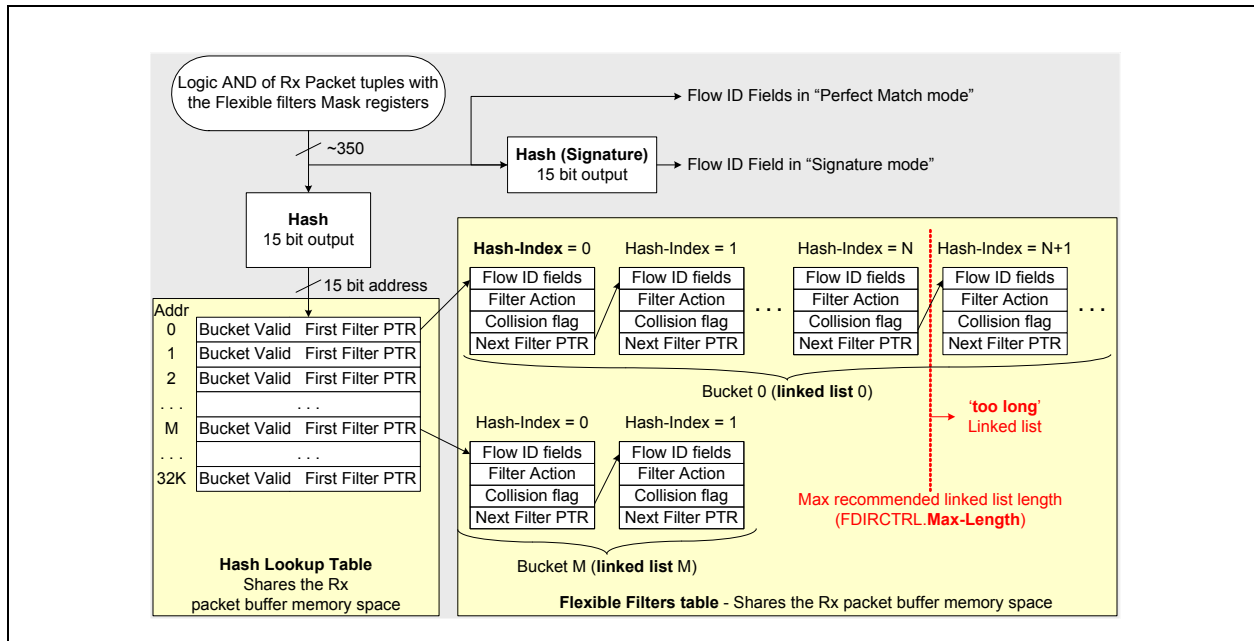 Logic AND of Rx Packet tuples with
the Flexible filters Mask registers
Flow ID Fields in “Perfect Match mode”
~350
Hash (Signature)
15 bit output
Flow ID Field in “Signature mode”
Hash
15 bit output
15 bit address
Addr
0 Bucket Valid First Filter PTR
1 Bucket Valid First Filter PTR
2 Bucket Valid First Filter PTR
. . . . . .
M Bucket Valid First Filter PTR
. . . . . .
32K Bucket Valid First Filter PTR
Hash Lookup Table
Shares the Rx
packet buffer memory space
Hash-Index = 0
Flow ID fields
Filter Action
Collision flag
Next Filter PTR
Hash-Index = 1
Flow ID fields
Filter Action
Collision flag
Next Filter PTR
. . .
Hash-Index = N
Flow ID fields
Filter Action
Collision flag
Next Filter PTR
Hash-Index = N+1
Flow ID fields
Filter Action
Collision flag
Next Filter PTR
. . .
Bucket 0 (linked list 0)
‘too long’
Linked list
Hash-Index = 0
Flow ID fields
Filter Action
Collision flag
Next Filter PTR
Hash-Index = 1
Flow ID fields
Filter Action
Collision flag
Next Filter PTR
Max recommended linked list length
(FDIRCTRL.Max-Length)
Bucket M (linked list M)
Flexible Filters table - Shares the Rx packet buffer memory space